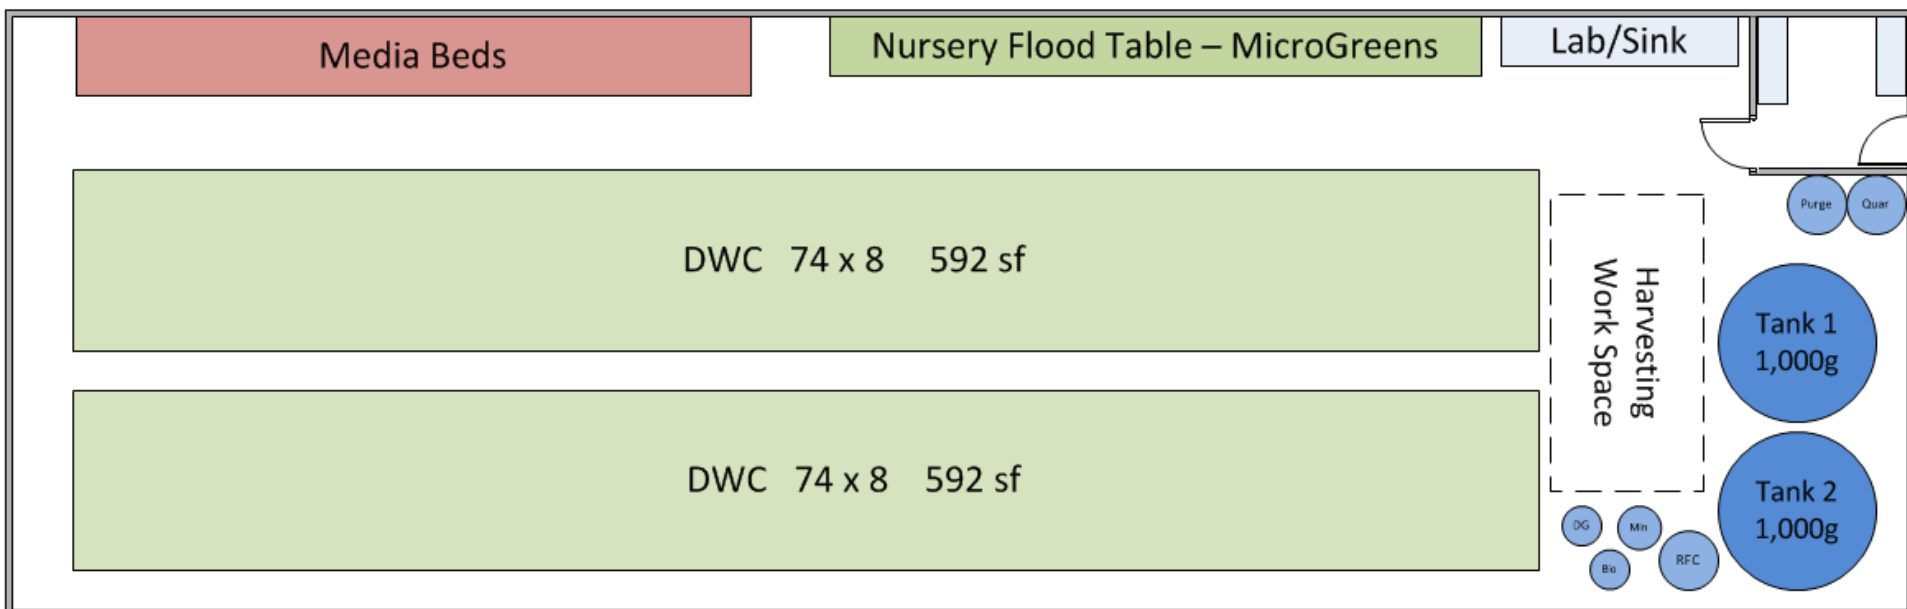 Media Beds
Nursery Flood Table – MicroGreens
Lab/Sink
Purge
Quar
DWC 74 x 8 592 sf
Harvesting
Work Space
Tank 1
1,000g
DWC 74 x 8 592 sf
Tank 2
1,000g
DG
Min
RFC
Bio